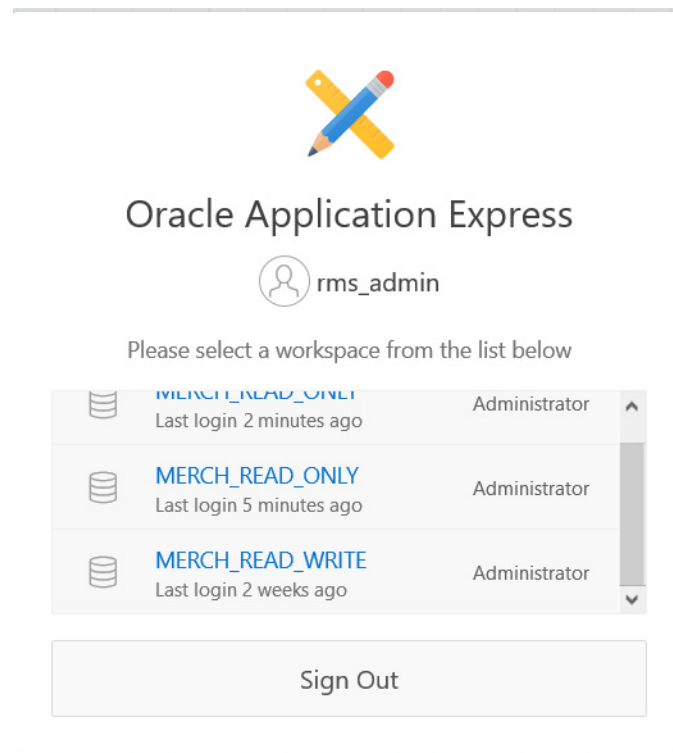 Oracle Application Express
rms_admin
Please select a workspace from the list below
MERCH_READ_ONLY
Last login 2 minutes ago
Administrator
MERCH_READ_ONLY
Last login 5 minutes ago
Administrator
MERCH_READ_WRITE
Last login 2 weeks ago
Administrator
Sign Out